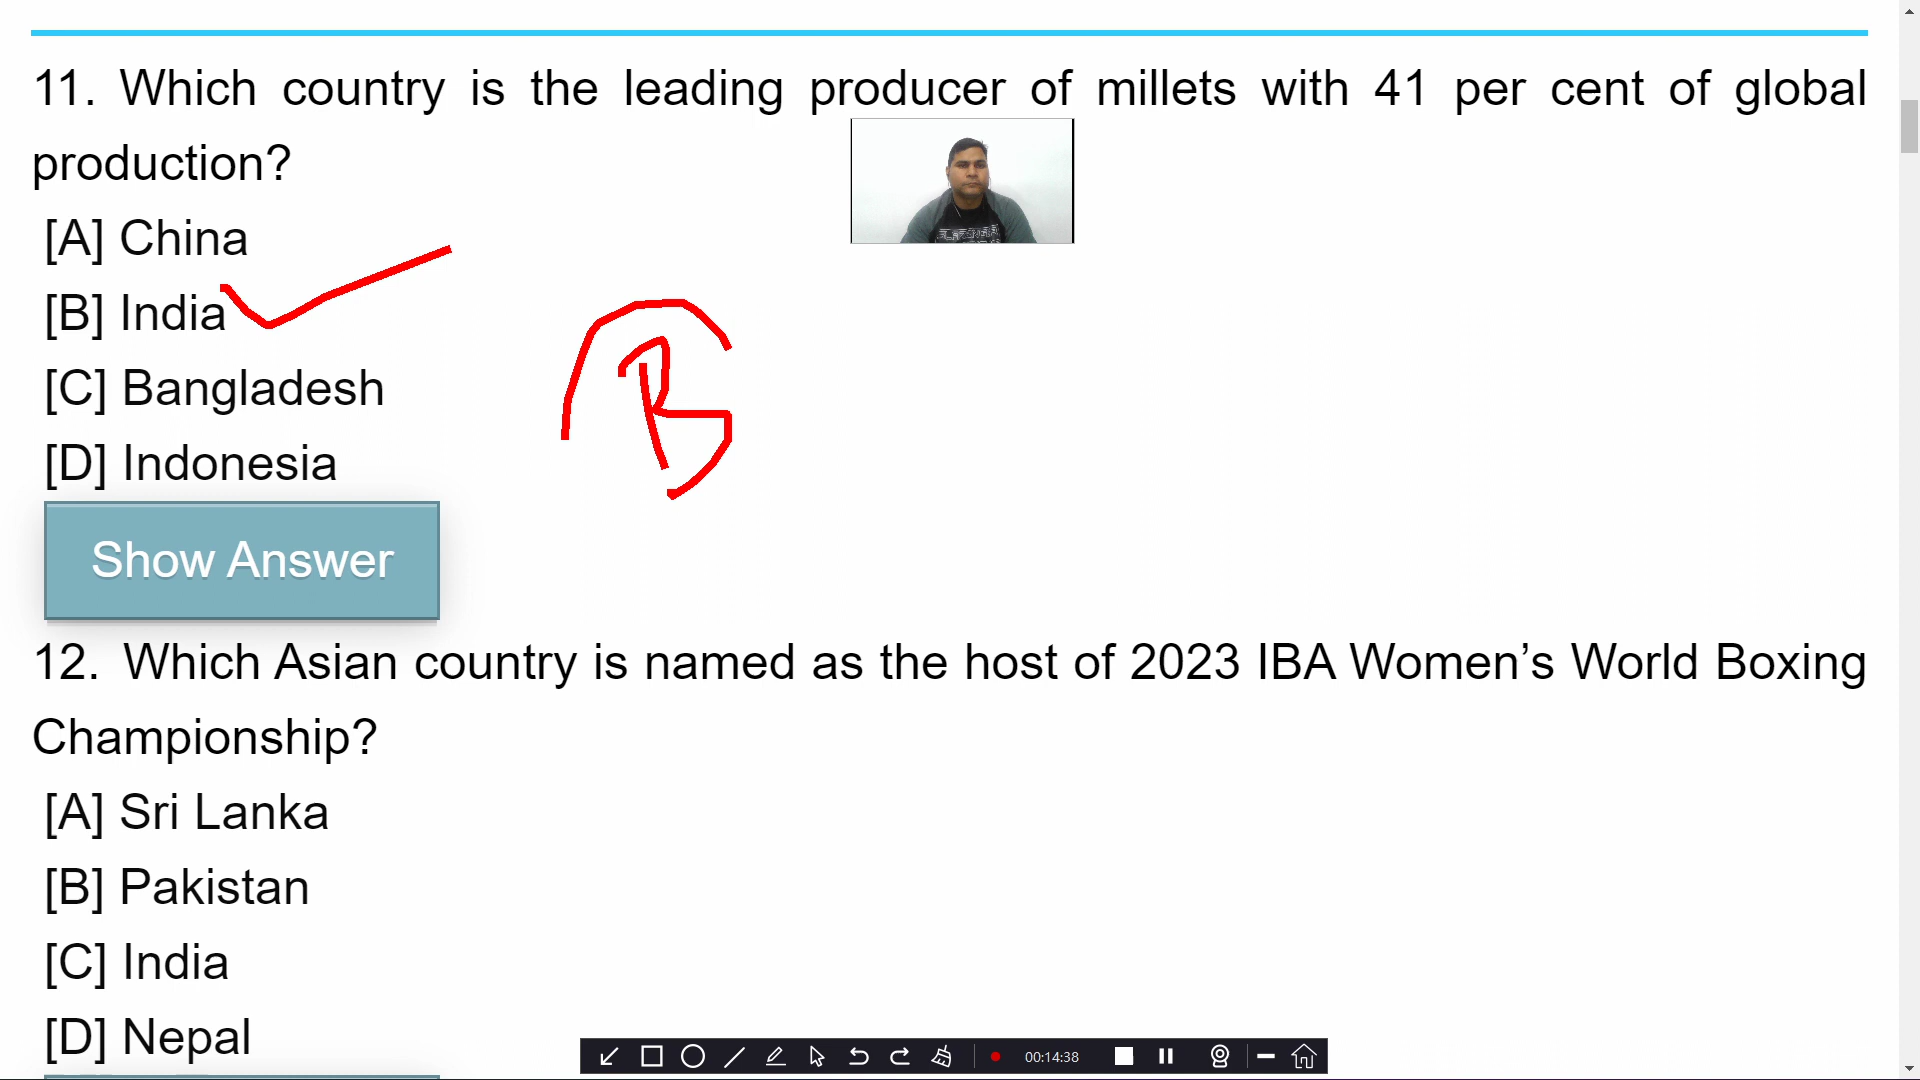 11. Which country is the leading producer of millets with 41 per cent of global
production?
[A] China
[B] India
[C] Bangladesh
[D] Indonesia
B
Show Answer
12. Which Asian country is named as the host of 2023 IBA Women’s World Boxing
Championship?
[A] Sri Lanka
[B] Pakistan
[C] India
[D] Nepal
00:14:38